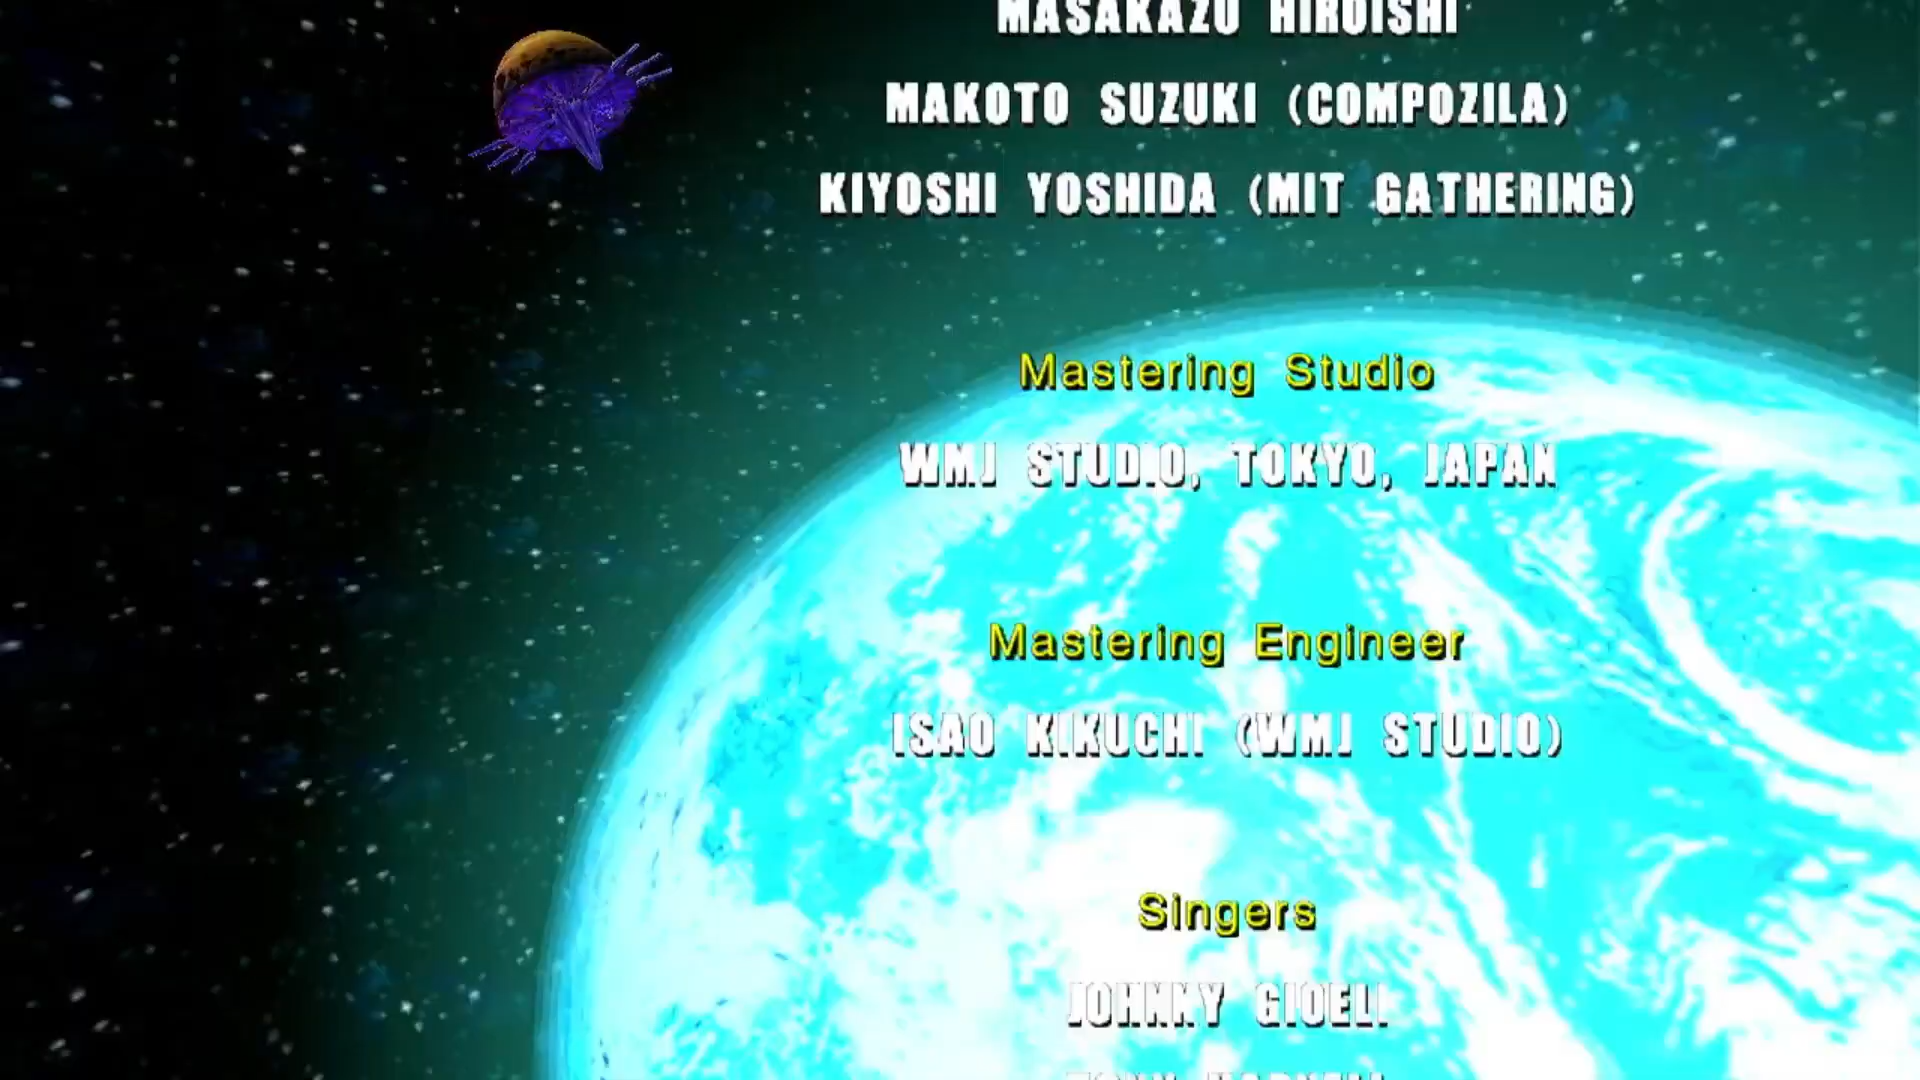 MASAKAZU HIROISHI
MAKOTO SUZUKI (COMPOZILA)
KIYOSHI YOSHIDA (MIT GATHERING)
Mastering Studio
WMJ STUDIO, TOKYO, JAPAN
Mastering Engineer
ISAO KIKUCHI (WMJ STUDIO)
Singers
JOHNNY GIOELI